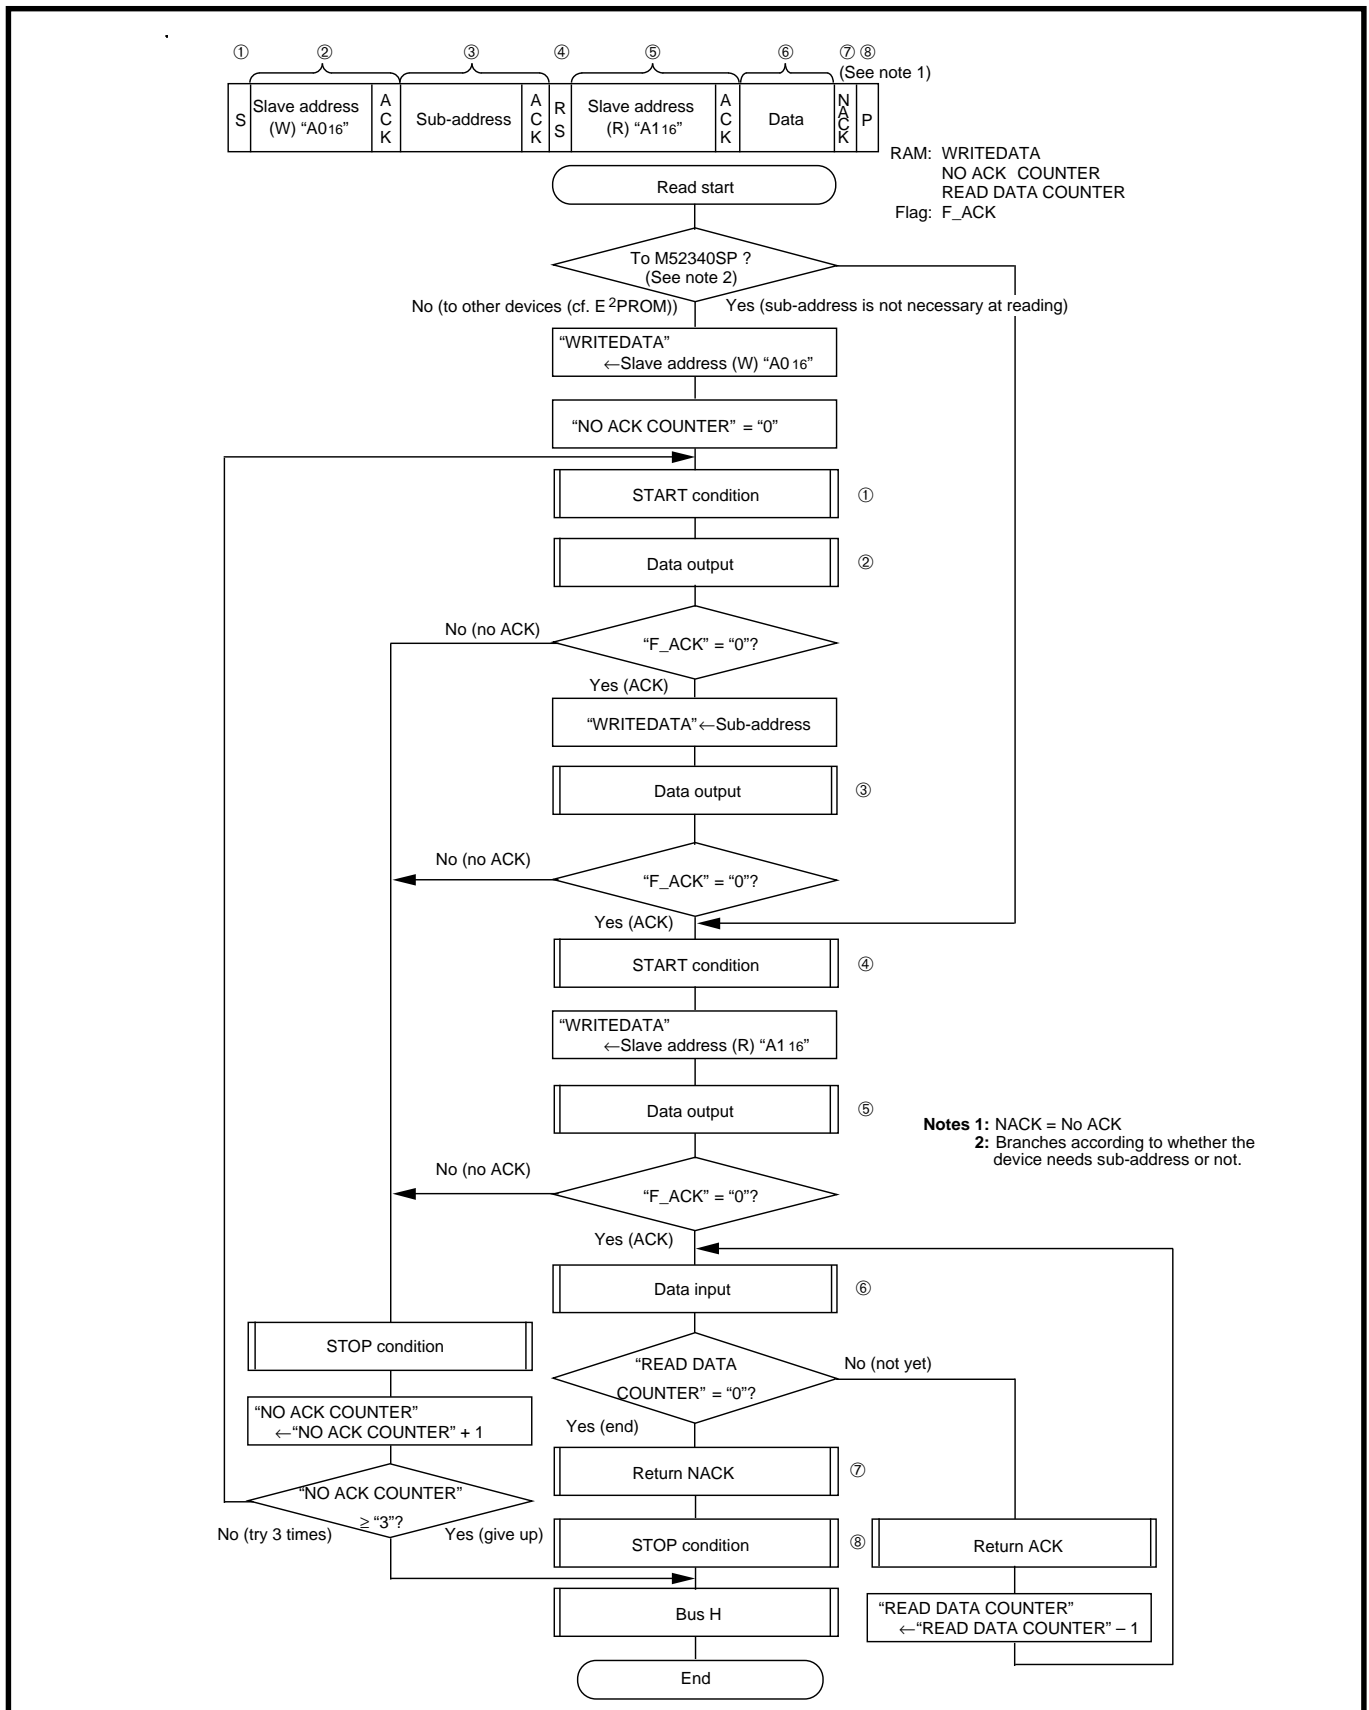 ① ② ③ ④ ⑤ ⑥ ⑦ ⑧
(See note 1)
S
Slave address
(W) “A016”
ACK
Sub-address
ACK
RS
Slave address
(R) “A116”
ACK
Data
NACK
P
RAM: WRITEDATA
NO ACK COUNTER
READ DATA COUNTER
Flag: F_ACK
Read start
To M52340SP ?
(See note 2)
No (to other devices (cf. E2PROM))
Yes (sub-address is not necessary at reading)
“WRITEDATA”
←Slave address (W) “A016”
“NO ACK COUNTER” = “0”
START condition ①
Data output ②
No (no ACK)
“F_ACK” = “0”?
Yes (ACK)
“WRITEDATA”←Sub-address
Data output ③
No (no ACK)
“F_ACK” = “0”?
Yes (ACK)
START condition ④
“WRITEDATA”
←Slave address (R) “A116”
Data output ⑤
Notes 1: NACK = No ACK
2: Branches according to whether the
device needs sub-address or not.
No (no ACK)
“F_ACK” = “0”?
Yes (ACK)
Data input ⑥
STOP condition
“READ DATA
COUNTER” = “0”?
No (not yet)
“NO ACK COUNTER”
←“NO ACK COUNTER” + 1
Yes (end)
Return NACK ⑦
“NO ACK COUNTER”
≥ “3”?
No (try 3 times)
Yes (give up)
STOP condition ⑧
Return ACK
Bus H
“READ DATA COUNTER”
←“READ DATA COUNTER” – 1
End